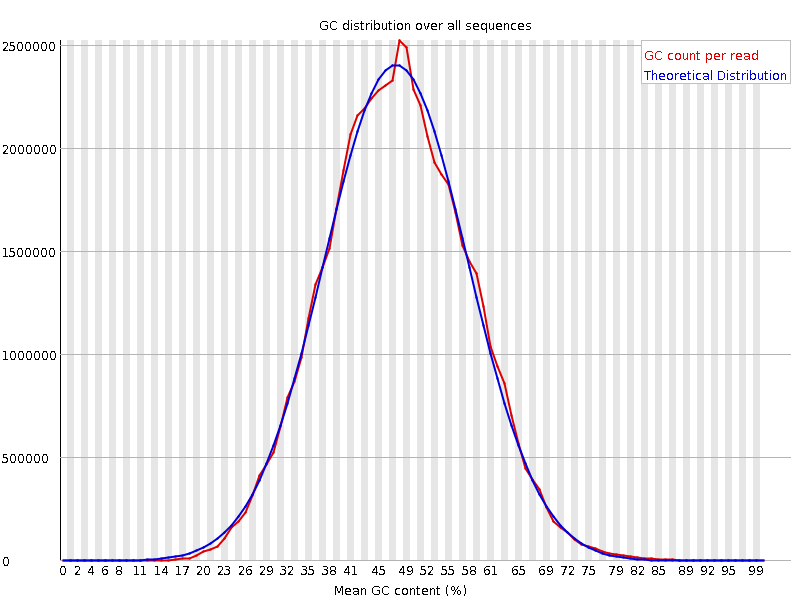 GC distribution over all sequences
GC count per read
Theoretical Distribution
2500000
2000000
1500000
1000000
500000
0
0 2 4 6 8 11 14 17 20 23 26 29 32 35 38 41 45 49 52 55 58 61 65 69 72 75 79 82 85 89 92 95 99
Mean GC content (%)